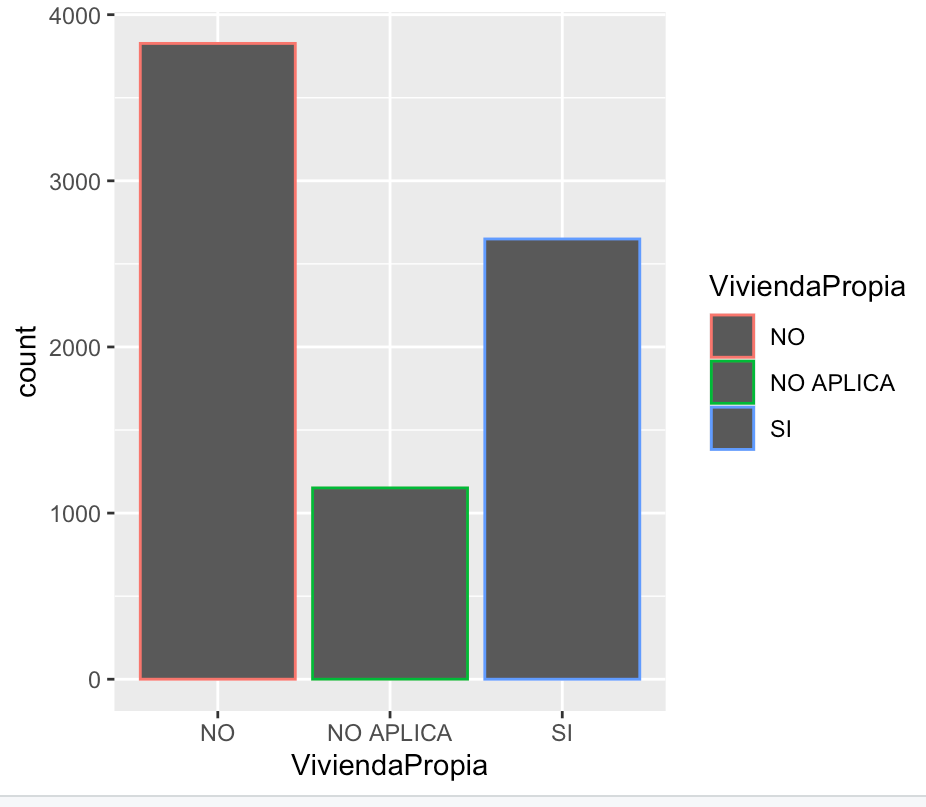 4000
3000
2000
1000
0
count
NO
NO APLICA
SI
ViviendaPropia
ViviendaPropia
NO
NO APLICA
SI